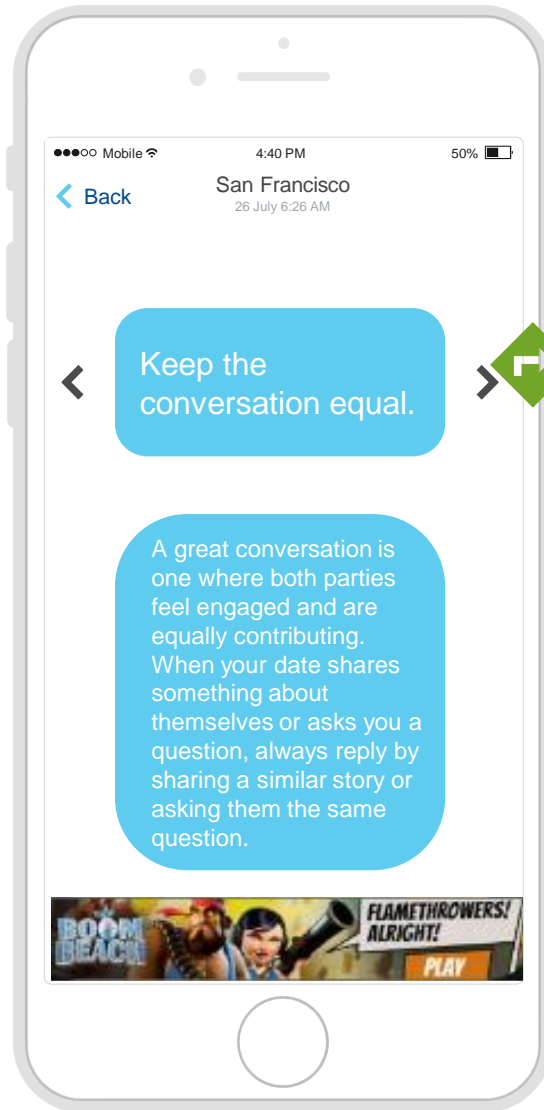 Mobile 4:40 PM 50%
Back San Francisco
26 July 6:26 AM
Keep the
conversation equal.
A great conversation is
one where both parties
feel engaged and are
equally contributing.
When your date shares
something about
themselves or asks you a
question, always reply by
sharing a similar story or
asking them the same
question.
BOOM
BEACH
FLAMETHROWERS!
ALRIGHT!
PLAY